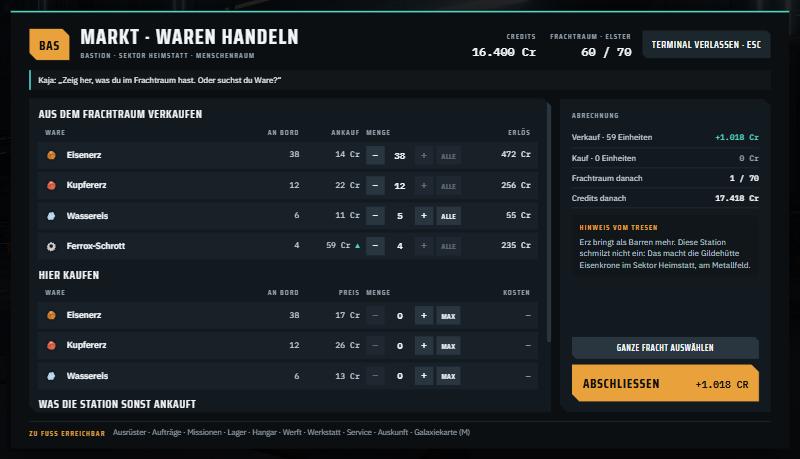 BAS
MARKT · WAREN HANDELN
BASTION · SEKTOR HEIMSTATT · MENSCHENRAUM
CREDITS
16.400 Cr
FRACHTRAUM · ELSTER
60 / 70
TERMINAL VERLASSEN · ESC
Kaja: „Zeig her, was du im Frachtraum hast. Oder suchst du Ware?“
AUS DEM FRACHTRAUM VERKAUFEN
WARE AN BORD ANKAUF MENGE ERLÖS
Eisenerz 38 14 Cr − 38 + ALLE 472 Cr
Kupfererz 12 22 Cr − 12 + ALLE 256 Cr
Wassereis 6 11 Cr − 5 + ALLE 55 Cr
Ferrox-Schrott 4 59 Cr ▲ − 4 + ALLE 235 Cr
HIER KAUFEN
WARE AN BORD PREIS MENGE KOSTEN
Eisenerz 38 17 Cr − 0 + MAX –
Kupfererz 12 26 Cr − 0 + MAX –
Wassereis 6 13 Cr − 0 + MAX –
WAS DIE STATION SONST ANKAUFT
ABRECHNUNG
Verkauf · 59 Einheiten +1.018 Cr
Kauf · 0 Einheiten 0 Cr
Frachtraum danach 1 / 70
Credits danach 17.418 Cr
HINWEIS VOM TRESEN
Erz bringt als Barren mehr. Diese Station
schmilzt nicht ein: Das macht die Gildehütte
Eisenkrone im Sektor Heimstatt, am Metallfeld.
GANZE FRACHT AUSWÄHLEN
ABSCHLIESSEN +1.018 CR
ZU FUSS ERREICHBAR Ausrüster · Aufträge · Missionen · Lager · Hangar · Werft · Werkstatt · Service · Auskunft · Galaxiekarte (M)